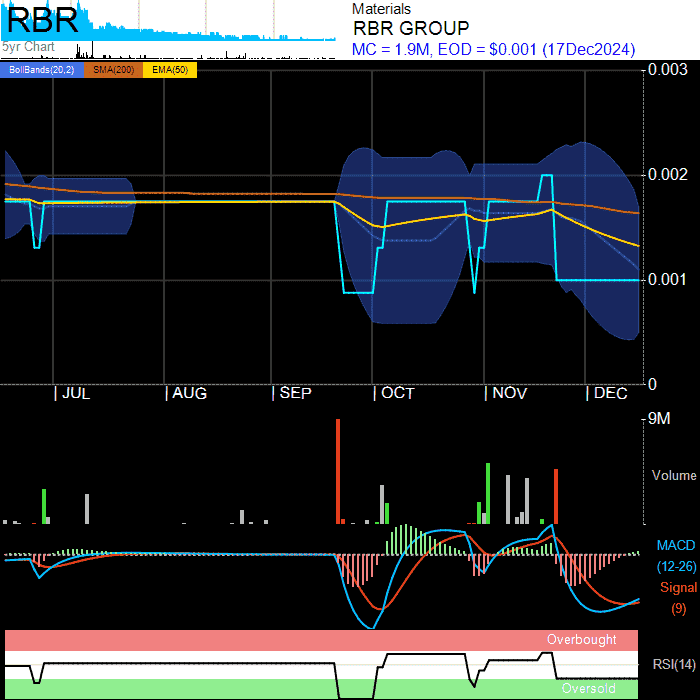 RBR
5yr Chart
Materials
RBR GROUP
MC = 1.9M, EOD = $0.001 (17Dec2024)
BollBands(20,2) SMA(200) EMA(50)
0.003
0.002
0.001
0
JUL AUG SEP OCT NOV DEC
9M
Volume
MACD
(12-26)
Signal
(9)
Overbought
RSI(14)
Oversold